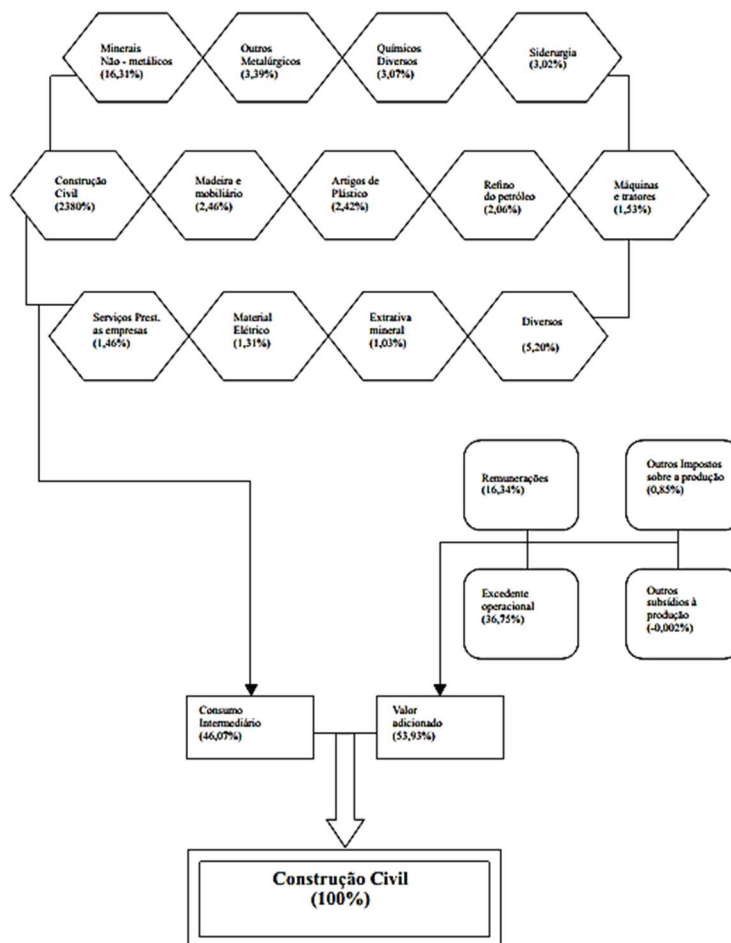 Minerais
Não - metálicos
(16,31%)
Outros
Metalúrgicos
(3,39%)
Químicos
Diversos
(3,07%)
Siderurgia
(3,02%)
Construção
Civil
(2380%)
Madeira e
mobiliário
(2,46%)
Artigos de
Plástico
(2,42%)
Refino
do petróleo
(2,06%)
Máquinas
e tratores
(1,53%)
Serviços Prest.
as empresas
(1,46%)
Material
Elétrico
(1,31%)
Extrativa
mineral
(1,03%)
Diversos
(5,20%)
Remunerações
(16,34%)
Outros Impostos
sobre a produção
(0,85%)
Excedente
operacional
(36,75%)
Outros
subsídios à
produção
(-0,002%)
Consumo
Intermediário
(46,07%)
Valor
adicionado
(53,93%)
Construção Civil
(100%)